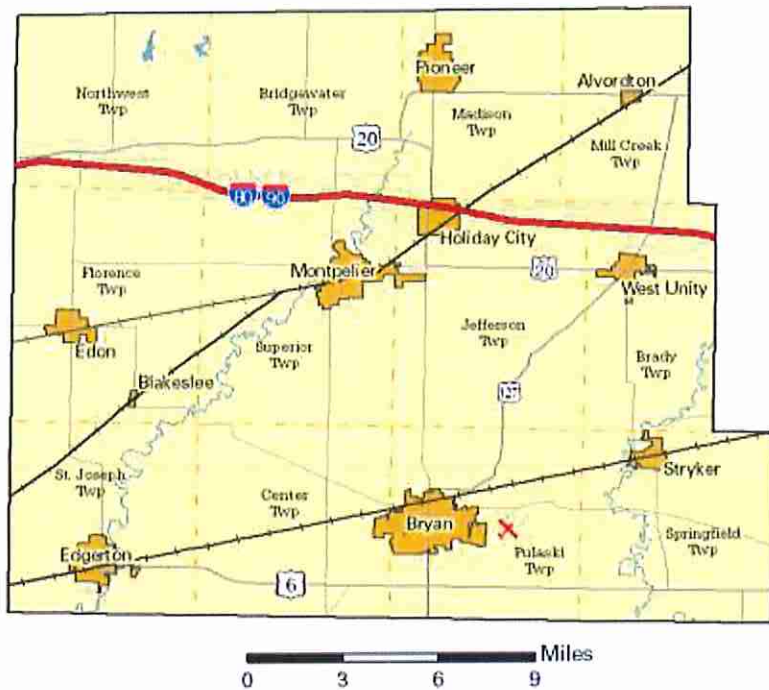 Pioneer
Alvordton
Northwest
Twp
Bridgewater
Twp
Madison
Twp
20
Mill Creek
Twp
80
90
Holiday City
Montpelier
20
Florence
Twp
West Unity
Edon
Superior
Twp
Jefferson
Twp
Brady
Twp
Blakeslee
127
St. Joseph
Twp
Center
Twp
Stryker
Bryan
Edgerton
Pulaski
Twp
Springfield
Twp
6
Miles
0 3 6 9